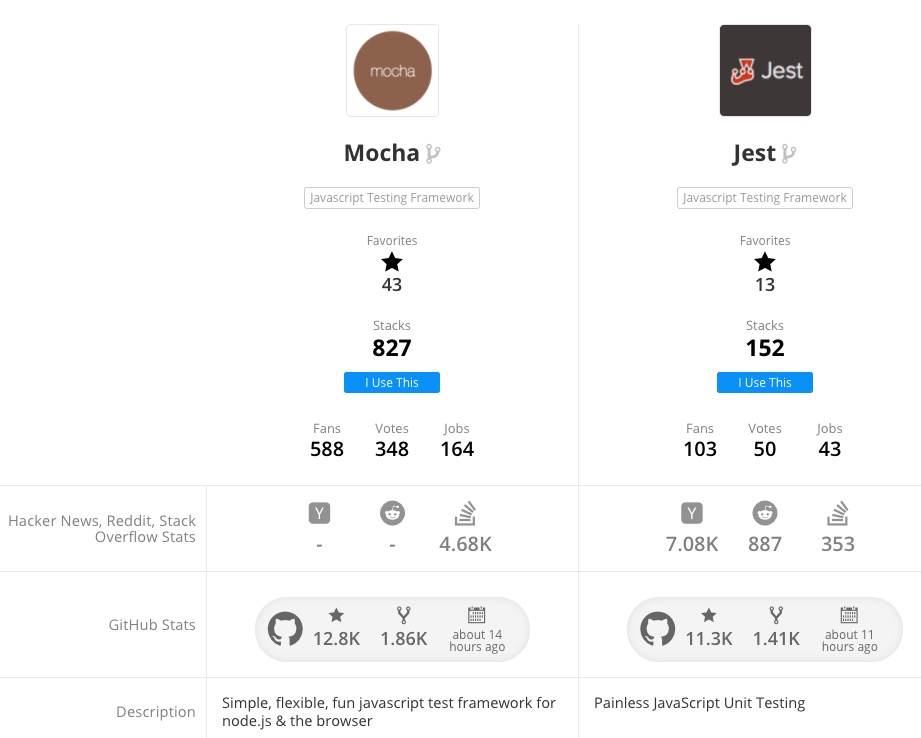 mocha
Jest
Mocha
Jest
Javascript Testing Framework
Javascript Testing Framework
Favorites
43
Favorites
13
Stacks
827
Stacks
152
I Use This
I Use This
Fans Votes Jobs
588 348 164
Fans Votes Jobs
103 50 43
Hacker News, Reddit, Stack
Overflow Stats
Y
- - 4.68K
Y
7.08K 887 353
GitHub Stats
12.8K 1.86K about 14
hours ago
11.3K 1.41K about 11
hours ago
Description
Simple, flexible, fun javascript test framework for
node.js & the browser
Painless JavaScript Unit Testing